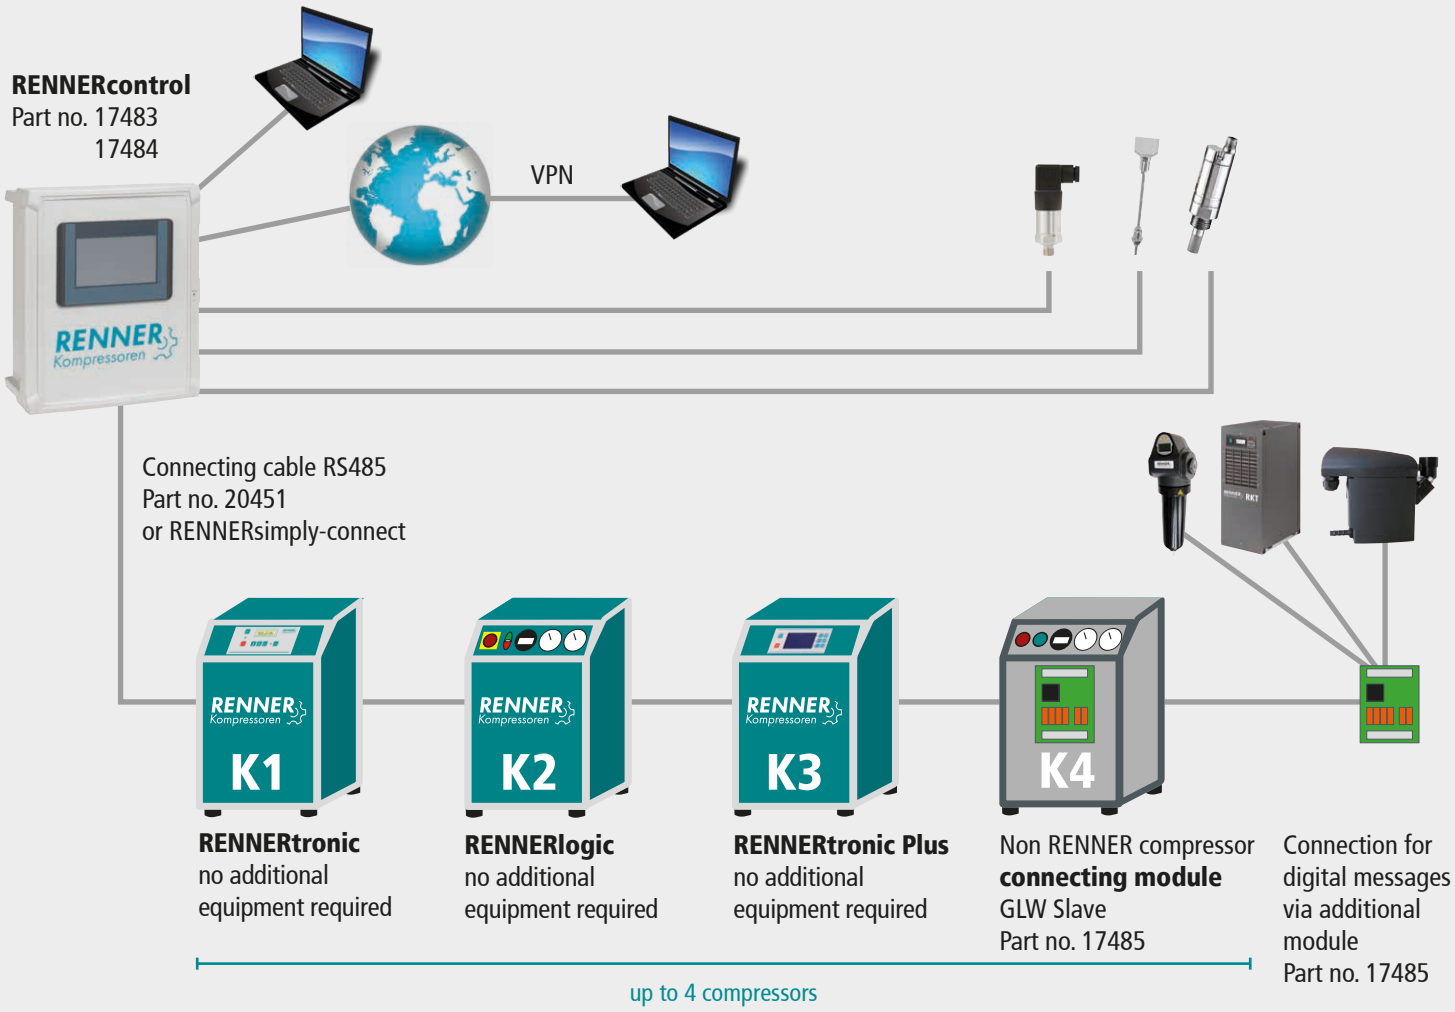 RENNERcontrol
Part no. 17483
17484
VPN
RENNER
Kompressoren
Connecting cable RS485
Part no. 20451
or RENNERsimply-connect
RENNER RKT
RENNER
Kompressoren
K1
RENNER
Kompressoren
K2
RENNER
Kompressoren
K3
K4
RENNERtronic
no additional
equipment required
RENNERlogic
no additional
equipment required
RENNERtronic Plus
no additional
equipment required
Non RENNER compressor
connecting module
GLW Slave
Part no. 17485
Connection for
digital messages
via additional
module
Part no. 17485
up to 4 compressors